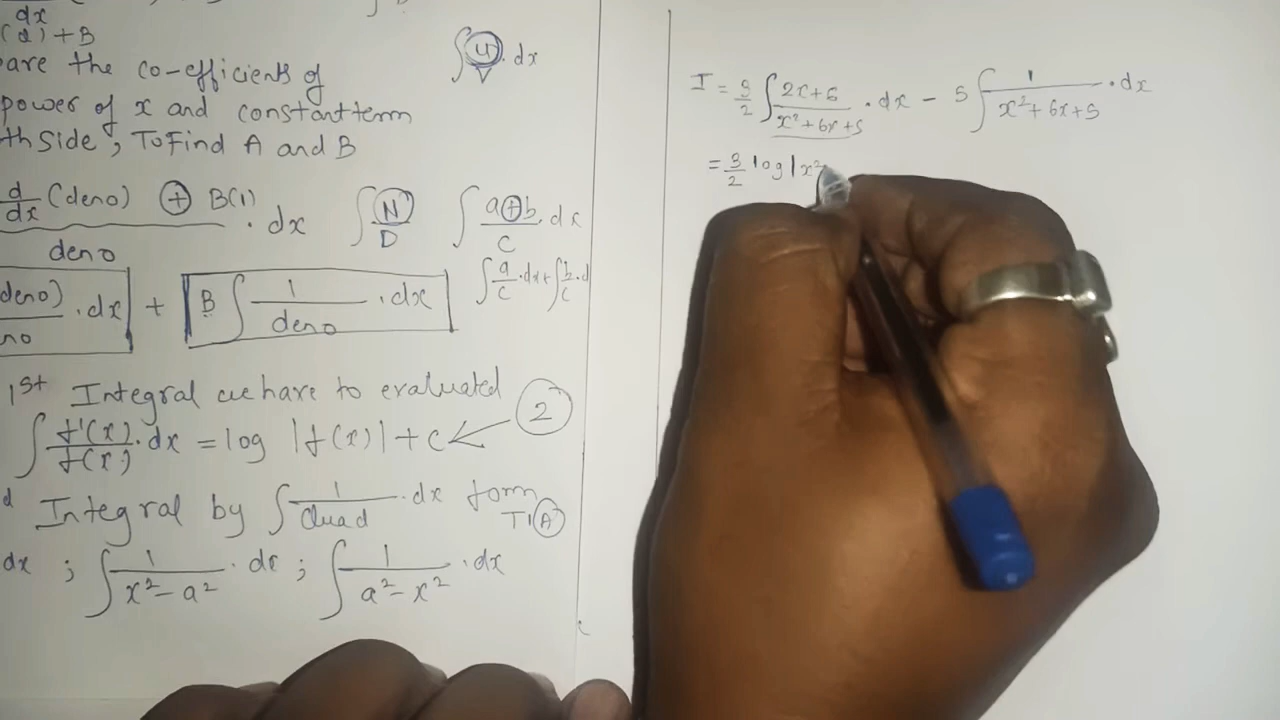 dx
(d) + B
are the co-efficients of
power of x and constant term
th side, To Find A and B
∫ u/v . dx
d/dx (deno) + B(1) / deno . dx
∫ N/D
∫ a+b/c . dx
∫ a/c . dx + ∫ b/c . d
deno) / no . dx + B ∫ 1/deno . dx
1st Integral we have to evaluated
∫ f'(x)/f(x) . dx = log |f(x)| + c
2
d Integral by ∫ 1/Quad . dx form
T1 A
dx ; ∫ 1/x²-a² . dx ; ∫ 1/a²-x² . dx
I = 3/2 ∫ 2x+6/x²+6x+5 . dx - 5 ∫ 1/x²+6x+5 . dx
= 3/2 log|x²